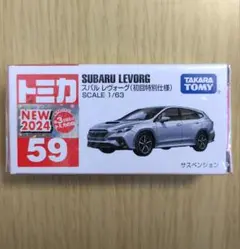 トミカ
SUBARU LEVORG
スバル レヴォーグ(初回特別仕様)
SCALE 1/63
TAKARA
TOMY
NEW
2024
59
サスペンション